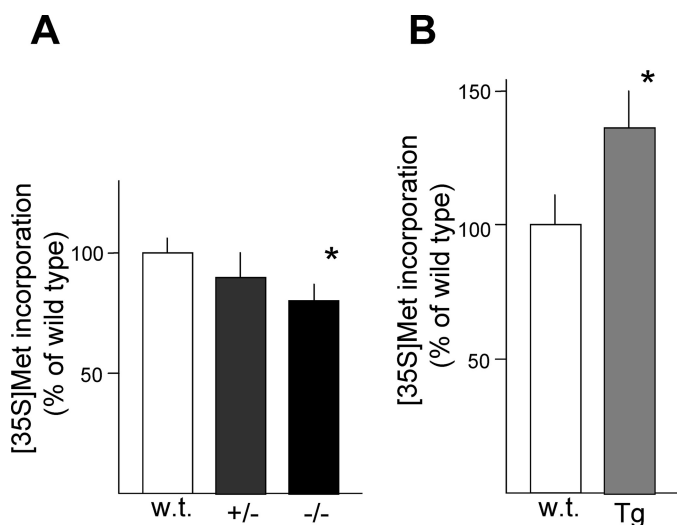 A
[35S]Met incorporation
(% of wild type)
100
50
*
w.t.
+/-
-/-
B
[35S]Met incorporation
(% of wild type)
150
100
50
*
w.t.
Tg